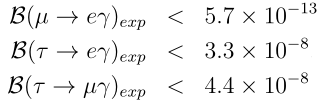 ℬ(μ → eγ)ₑₓₚ < 5.7 × 10⁻¹³
ℬ(τ → eγ)ₑₓₚ < 3.3 × 10⁻⁸
ℬ(τ → μγ)ₑₓₚ < 4.4 × 10⁻⁸